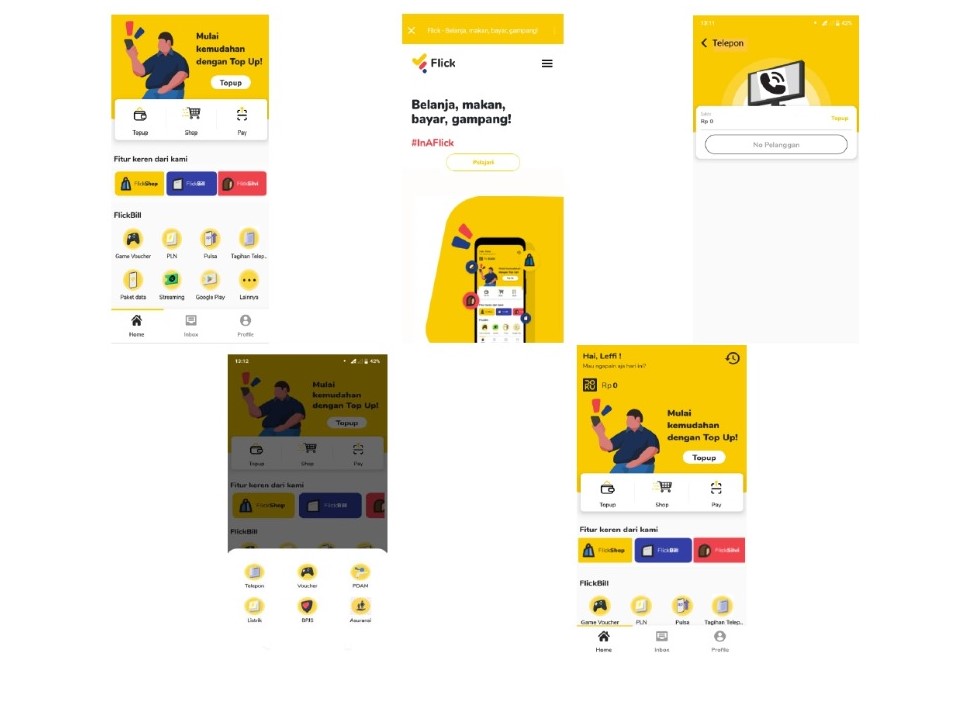 Mulai
kemudahan
dengan Top Up!
Topup
Topup Shop Pay
Fitur keren dari kami
FlickShop FlickBill
FlickBill
Game Voucher PLN Pulsa Tagihan Telep..
Paket data Streaming Google Play Lainnya
Home Inbox Profile
Flick - Belanja, makan, bayar, gampang!
Flick
Belanja, makan,
bayar, gampang!
#InAFlick
Pelajari
13:11 62%
Telepon
Rp 0 Topup
No Pelanggan
13:12 62%
Mulai
kemudahan
dengan Top Up!
Topup
Topup Shop Pay
Fitur keren dari kami
FlickShop FlickBill
FlickBill
Telepon Voucher PDAM
Listrik BPJS Asuransi
Hai, Leffi !
Mau ngapain aja hari ini?
Rp 0
Mulai
kemudahan
dengan Top Up!
Topup
Topup Shop Pay
Fitur keren dari kami
FlickShop FlickBill
FlickBill
Game Voucher PLN Pulsa Tagihan Telep..
Home Inbox Profile